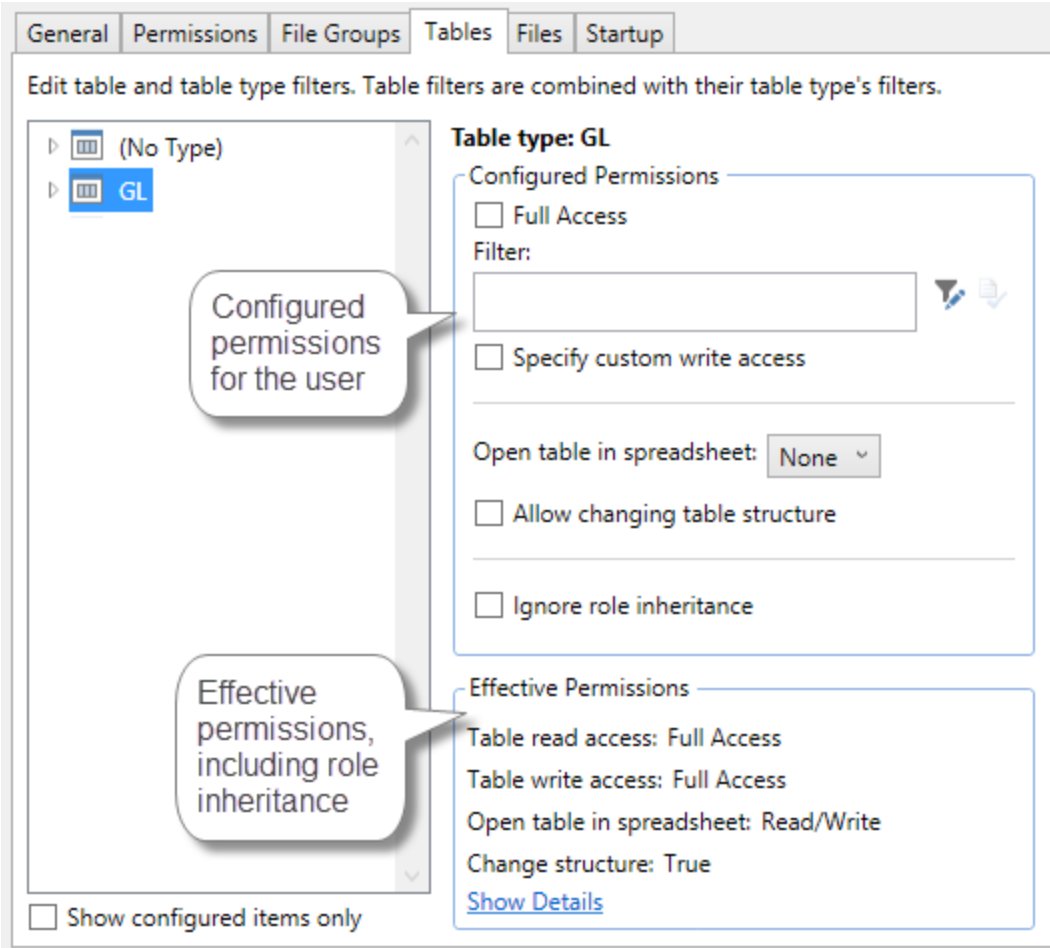 General Permissions File Groups Tables Files Startup
Edit table and table type filters. Table filters are combined with their table type's filters.
(No Type)
GL
Table type: GL
Configured Permissions
Full Access
Filter:
Configured
permissions
for the user
Specify custom write access
Open table in spreadsheet: None
Allow changing table structure
Ignore role inheritance
Effective
permissions,
including role
inheritance
Effective Permissions
Table read access: Full Access
Table write access: Full Access
Open table in spreadsheet: Read/Write
Change structure: True
Show Details
Show configured items only